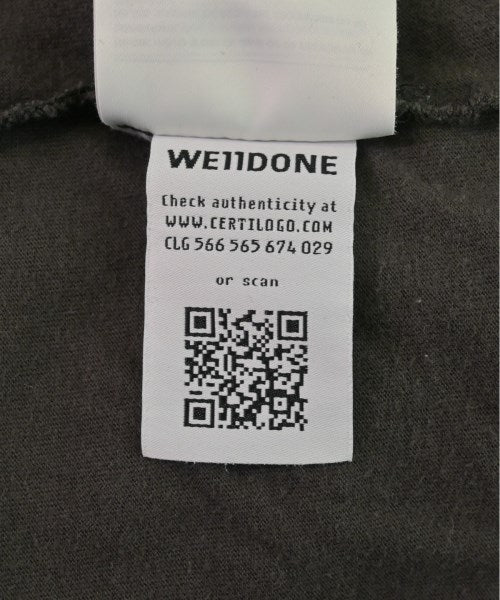 WE11DONE
Check authenticity at
WWW.CERTILOGO.COM
CLG 566 565 674 029
or scan